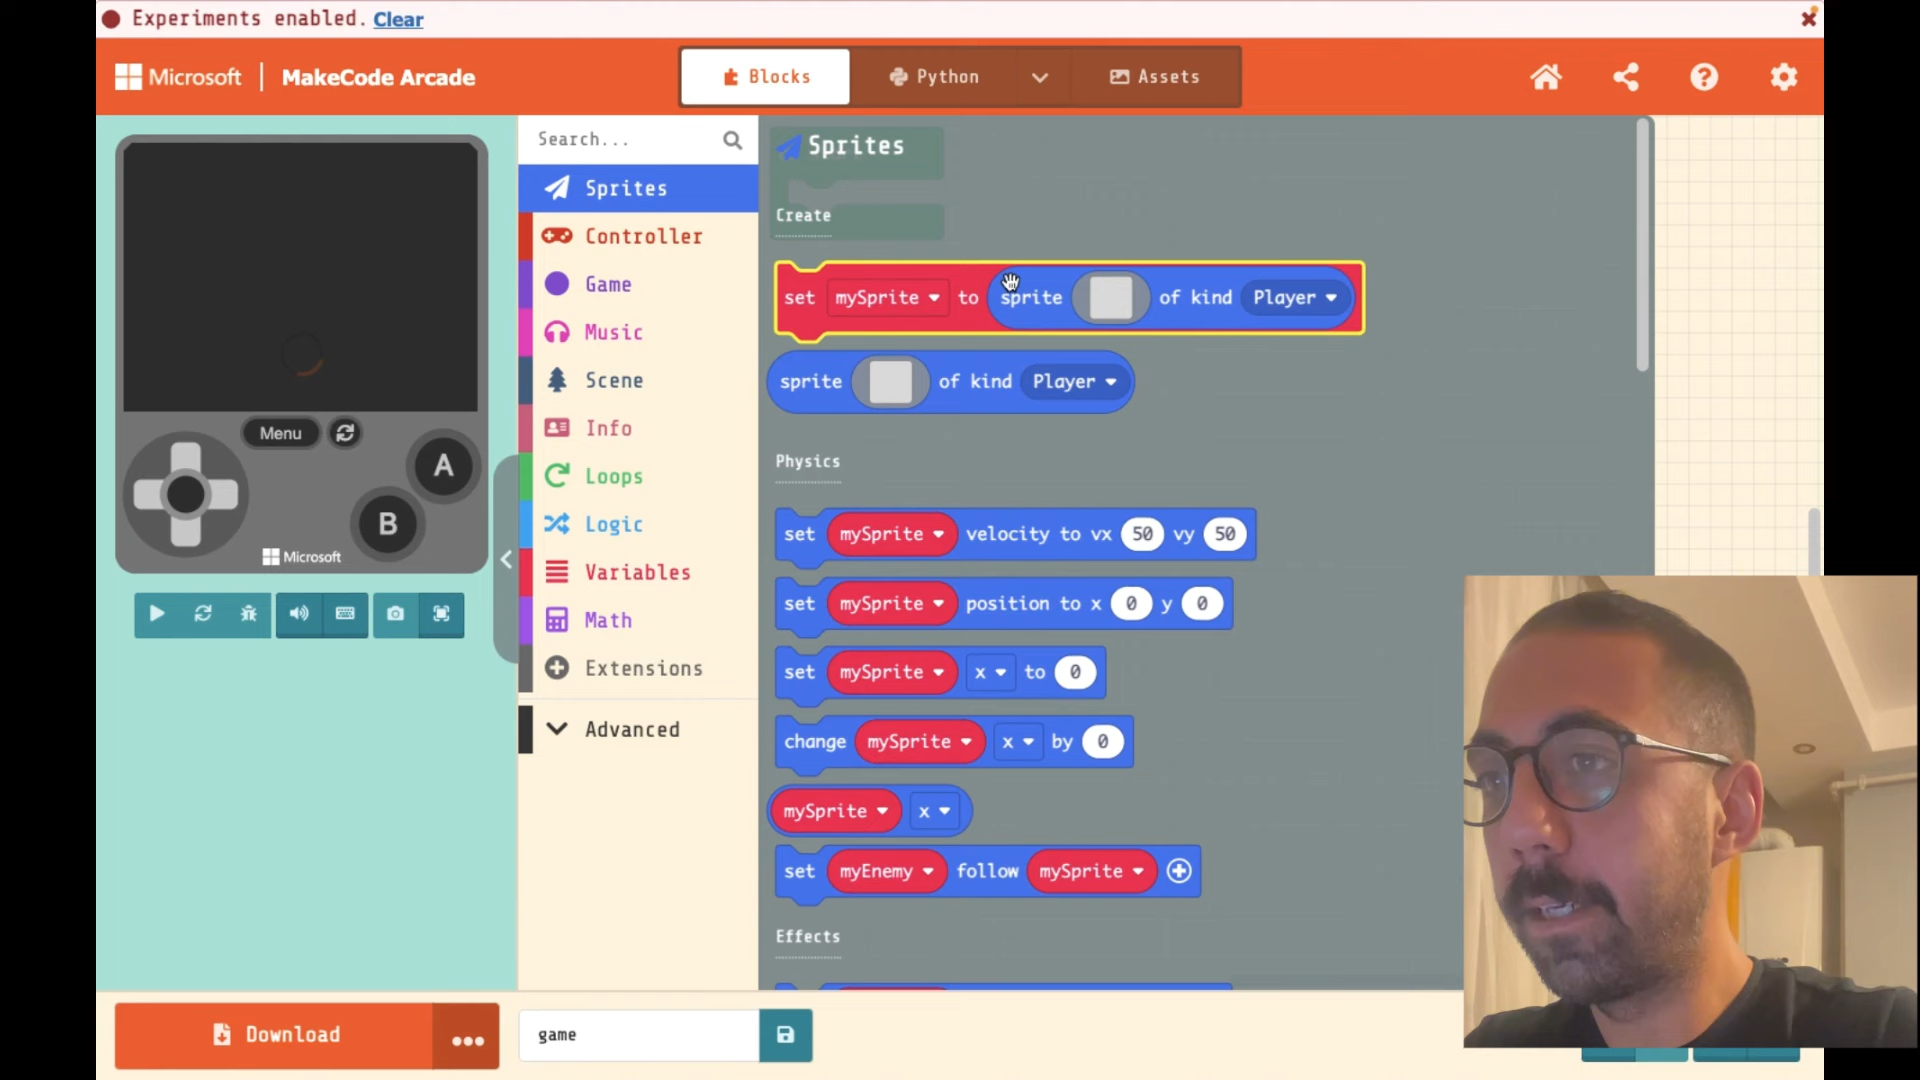 Experiments enabled. Clear
Microsoft | MakeCode Arcade
Blocks
Python
Assets
Search...
Sprites
Controller
Game
Music
Scene
Info
Loops
Logic
Variables
Math
Extensions
Advanced
Menu
A
B
Microsoft
Sprites
Create
set mySprite to sprite of kind Player
sprite of kind Player
Physics
set mySprite velocity to vx 50 vy 50
set mySprite position to x 0 y 0
set mySprite x to 0
change mySprite x by 0
mySprite x
set myEnemy follow mySprite
Effects
Download
game